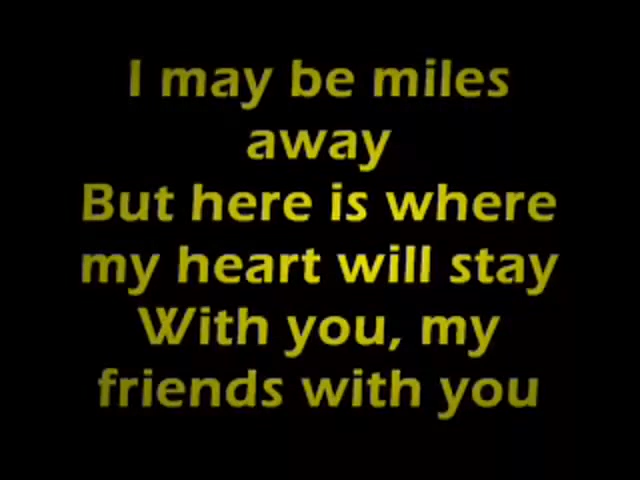 I may be miles
away
But here is where
my heart will stay
With you, my
friends with you